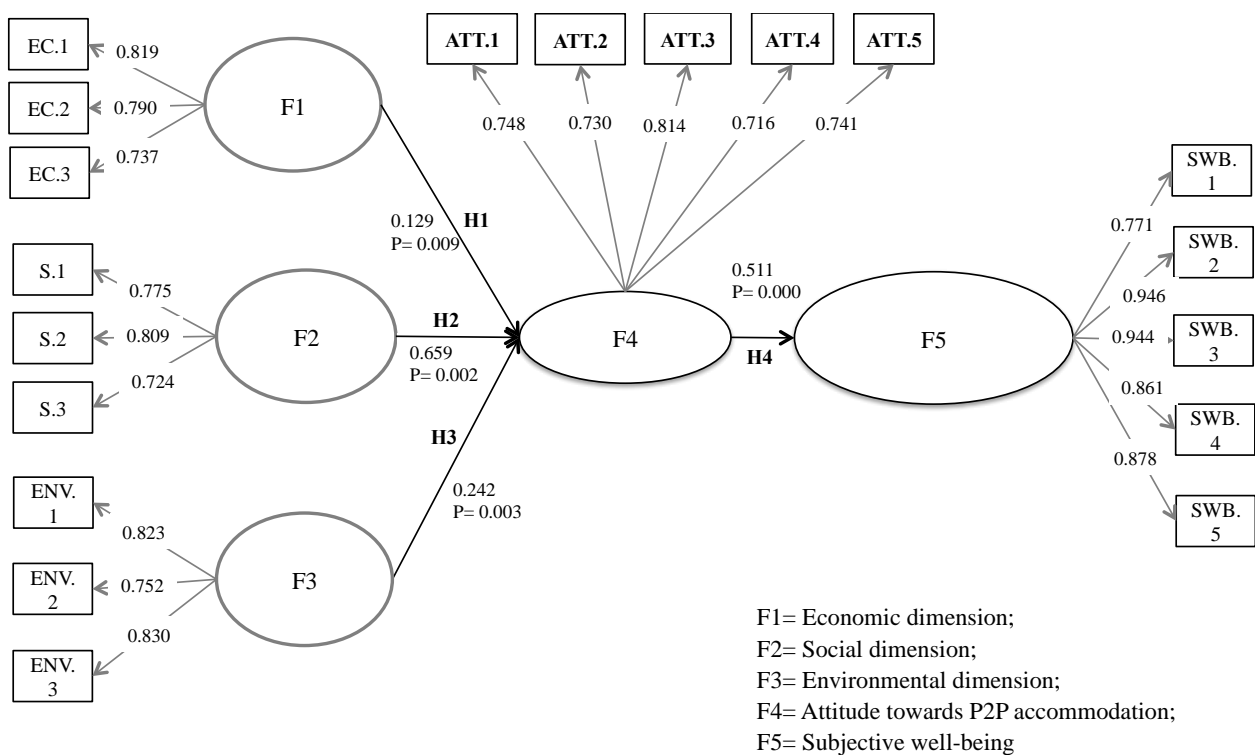 EC.1
0.819
EC.2
0.790
EC.3
0.737
F1
ATT.1
ATT.2
ATT.3
ATT.4
ATT.5
0.748
0.730
0.814
0.716
0.741
H1
0.129
P= 0.009
S.1
0.775
S.2
0.809
S.3
0.724
F2
H2
0.659
P= 0.002
F4
0.511
P= 0.000
H4
F5
SWB.
1
0.771
SWB.
2
0.946
SWB.
3
0.944
SWB.
4
0.861
SWB.
5
0.878
H3
0.242
P= 0.003
ENV.
1
0.823
ENV.
2
0.752
ENV.
3
0.830
F3
F1= Economic dimension;
F2= Social dimension;
F3= Environmental dimension;
F4= Attitude towards P2P accommodation;
F5= Subjective well-being